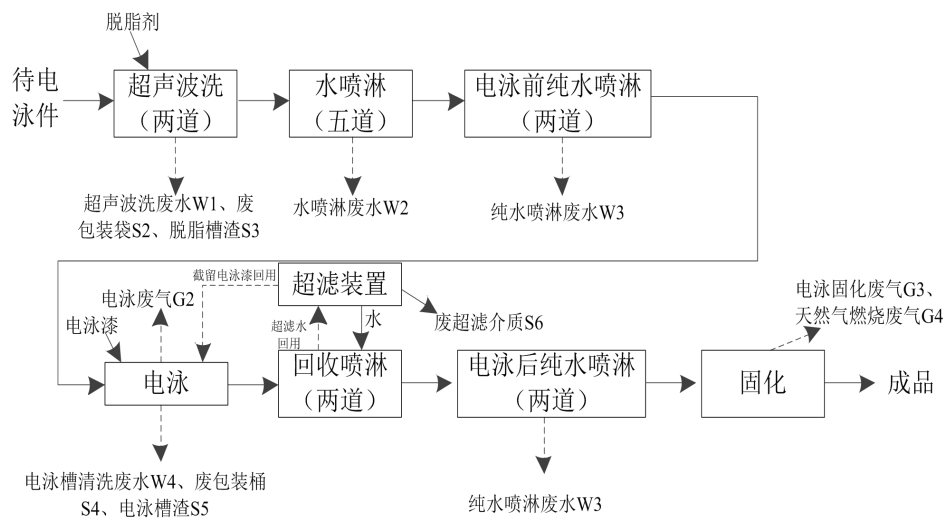 脱脂剂
待电
泳件
超声波洗
（两道）
水喷淋
（五道）
电泳前纯水喷淋
（两道）
超声波洗废水W1、废
包装袋S2、脱脂槽渣S3
水喷淋废水W2
纯水喷淋废水W3
截留电泳漆回用
超滤装置
电泳废气G2
电泳漆
超滤水
回用
水
废超滤介质S6
电泳固化废气G3、
天然气燃烧废气G4
电泳
回收喷淋
（两道）
电泳后纯水喷淋
（两道）
固化
成品
电泳槽清洗废水W4、废包装桶
S4、电泳槽渣S5
纯水喷淋废水W3